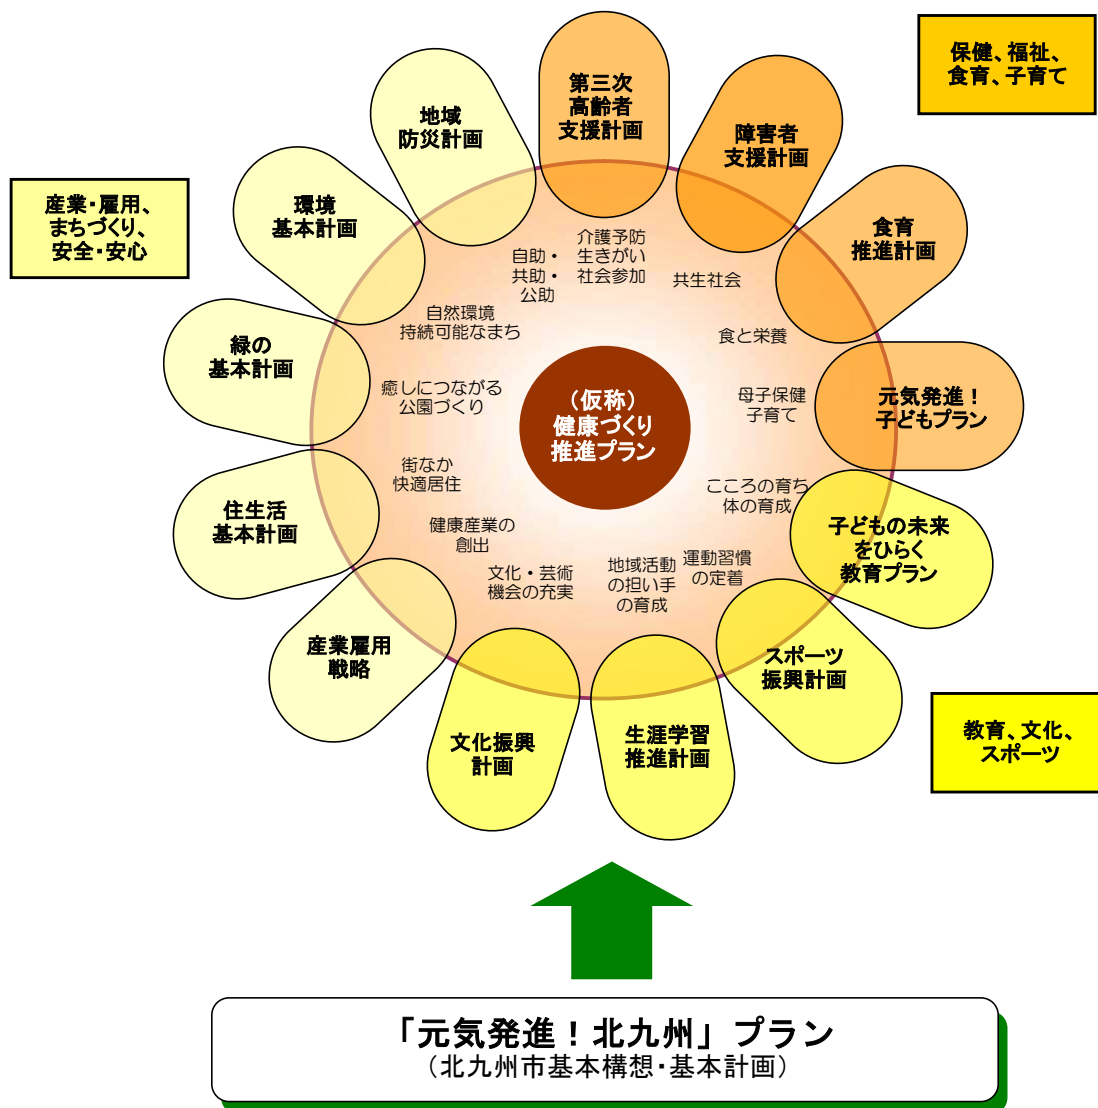 保健、福祉、
食育、子育て
産業・雇用、
まちづくり、
安全・安心
教育、文化、
スポーツ
第三次
高齢者
支援計画
障害者
支援計画
食育
推進計画
元気発進！
子どもプラン
子どもの未来
をひらく
教育プラン
スポーツ
振興計画
生涯学習
推進計画
文化振興
計画
産業雇用
戦略
住生活
基本計画
緑の
基本計画
環境
基本計画
地域
防災計画
介護予防
生きがい
社会参加
共生社会
食と栄養
母子保健
子育て
こころの育ち
体の育成
運動習慣
の定着
地域活動
の担い手
の育成
文化・芸術
機会の充実
健康産業の
創出
街なか
快適居住
癒しにつながる
公園づくり
自然環境
持続可能なまち
自助・
共助・
公助
（仮称）
健康づくり
推進プラン
「元気発進！北九州」プラン
（北九州市基本構想・基本計画）